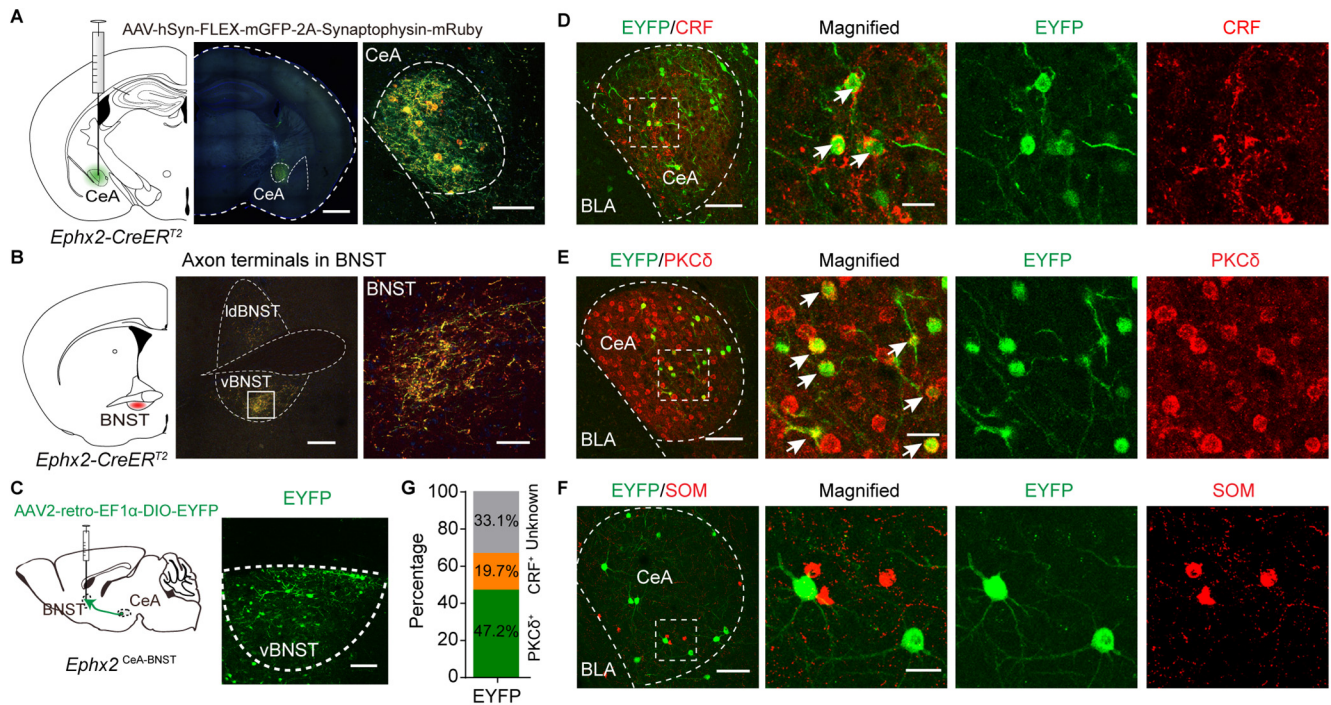 A
AAV-hSyn-FLEX-mGFP-2A-Synaptophysin-mRuby
CeA
CeA
CeA
Ephx2-CreER^T2
B
Axon terminals in BNST
BNST
ldBNST
vBNST
BNST
Ephx2-CreER^T2
C
AAV2-retro-EF1α-DIO-EYFP
EYFP
BNST
CeA
vBNST
Ephx2 ^CeA-BNST
G
Percentage
100
80
60
40
20
0
33.1%
19.7%
47.2%
PKCδ⁺ CRF⁺ Unknown
EYFP
D
EYFP/CRF
Magnified
EYFP
CRF
CeA
BLA
E
EYFP/PKCδ
Magnified
EYFP
PKCδ
CeA
BLA
F
EYFP/SOM
Magnified
EYFP
SOM
CeA
BLA